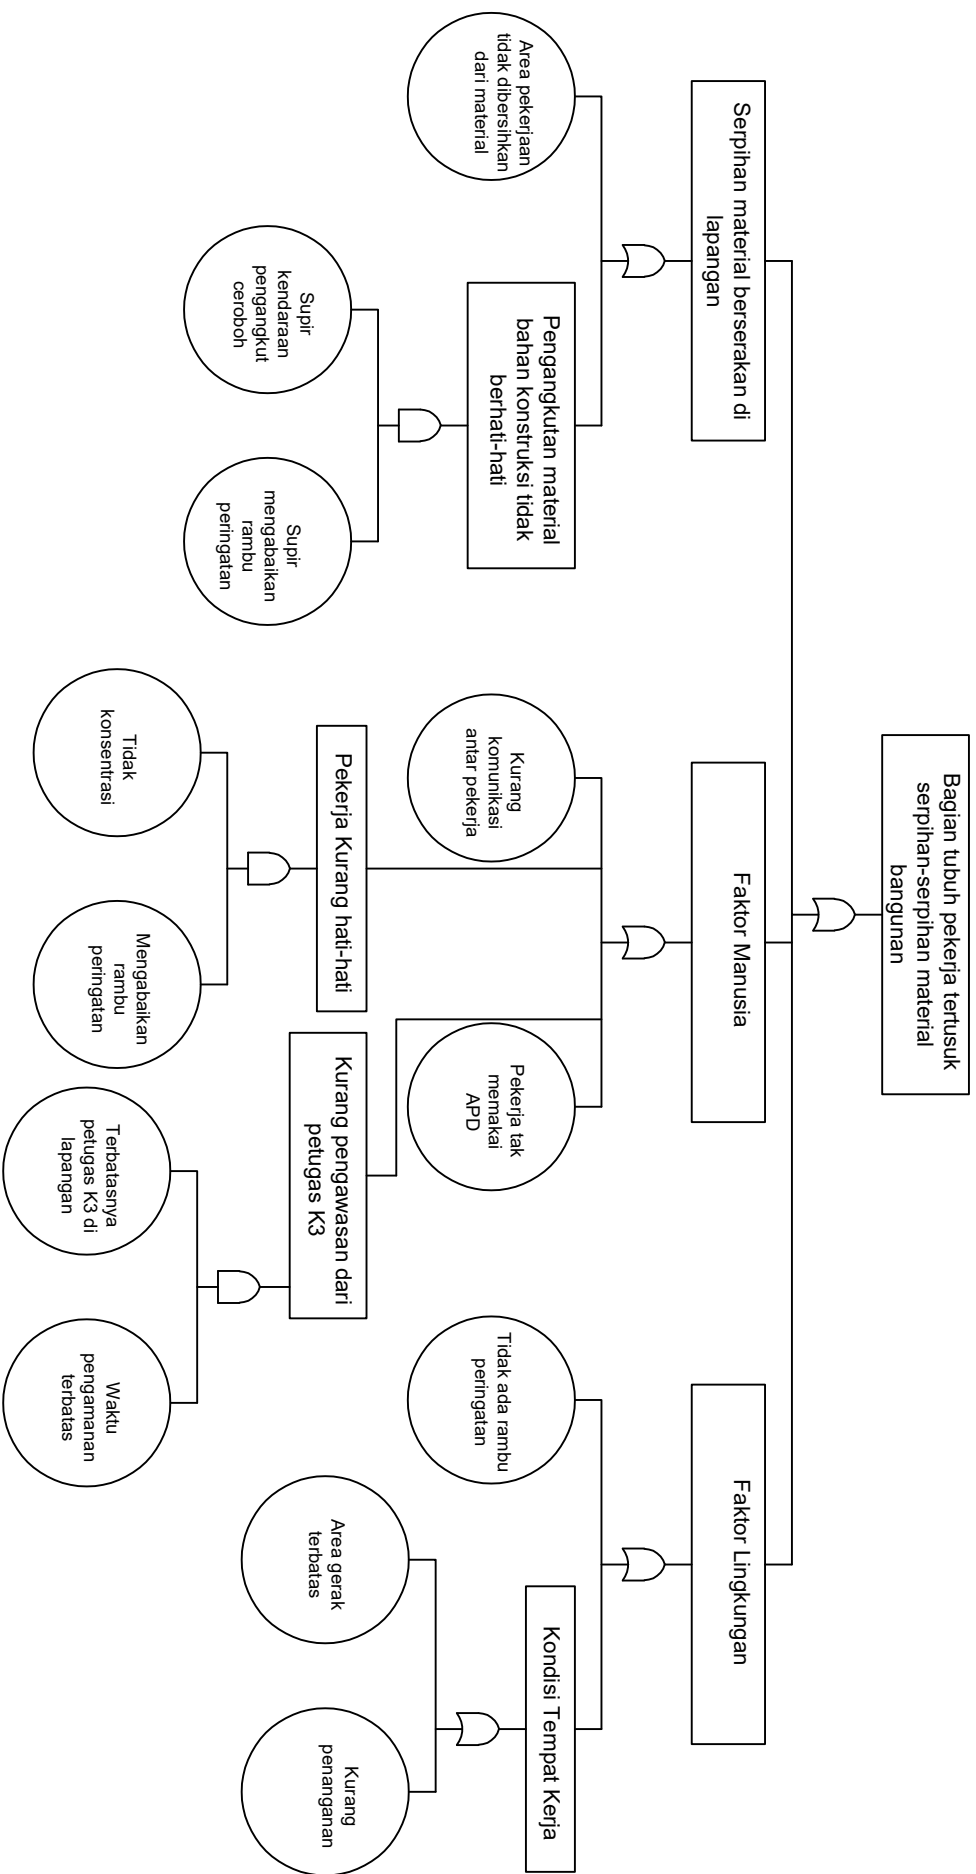 Bagian tubuh pekerja tertusuk
serpihan-serpihan material
bangunan
Serpihan material berserakan di
lapangan
Faktor Manusia
Faktor Lingkungan
Area pekerjaan
tidak dibersihkan
dari material
Pengangkutan material
bahan konstruksi tidak
berhati-hati
Kurang
komunikasi
antar pekerja
Pekerja tak
memakai
APD
Tidak ada rambu
peringatan
Kondisi Tempat Kerja
Supir
kendaraan
pengangkut
ceroboh
Supir
mengabaikan
rambu
peringatan
Pekerja Kurang hati-hati
Kurang pengawasan dari
petugas K3
Area gerak
terbatas
Kurang
penanganan
Tidak
konsentrasi
Mengabaikan
rambu
peringatan
Terbatasnya
petugas K3 di
lapangan
Waktu
pengamanan
terbatas